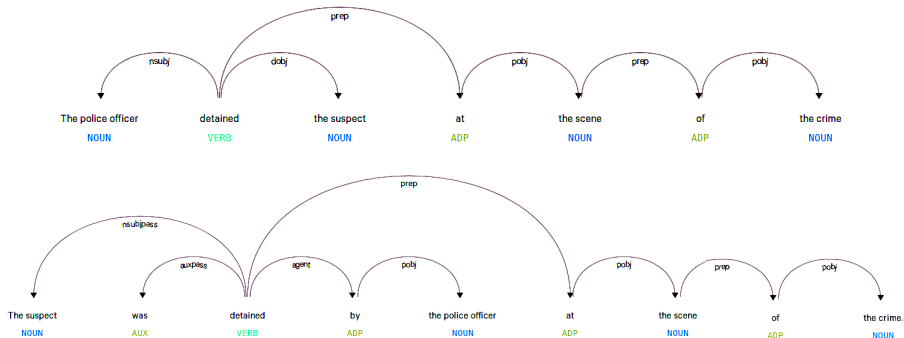 prep
nsubj dobj pobj prep pobj
The police officer detained the suspect at the scene of the crime
NOUN VERB NOUN ADP NOUN ADP NOUN
prep
nsubjpass
auxpass agent pobj pobj prep pobj
The suspect was detained by the police officer at the scene of the crime.
NOUN AUX VERB ADP NOUN ADP NOUN ADP NOUN